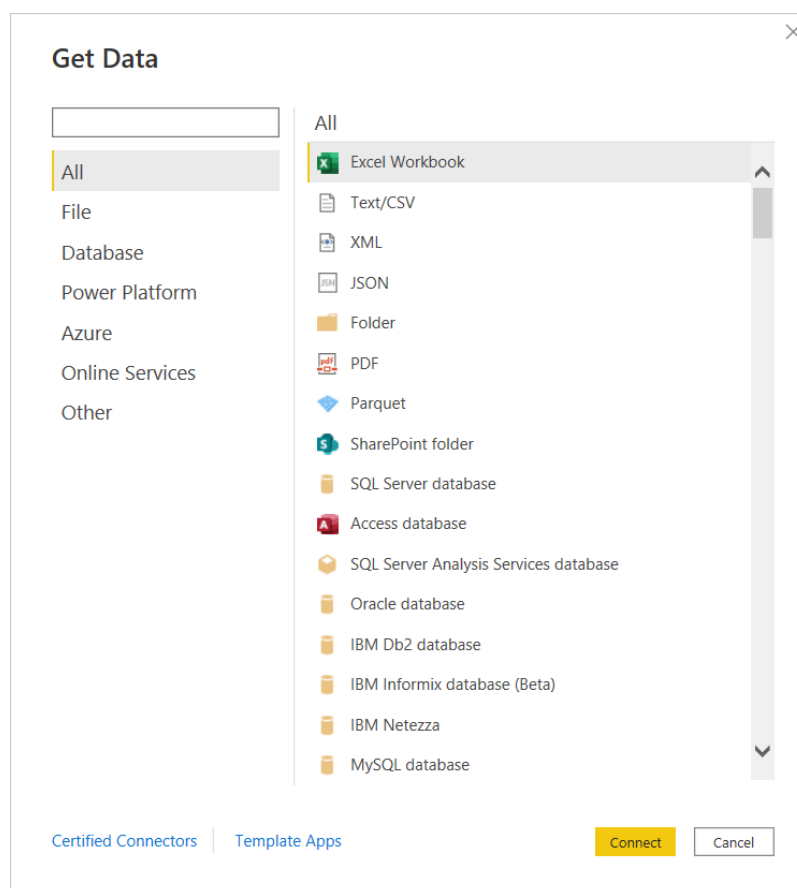 Get Data
All
File
Database
Power Platform
Azure
Online Services
Other
All
Excel Workbook
Text/CSV
XML
JSON
Folder
PDF
Parquet
SharePoint folder
SQL Server database
Access database
SQL Server Analysis Services database
Oracle database
IBM Db2 database
IBM Informix database (Beta)
IBM Netezza
MySQL database
Certified Connectors
Template Apps
Connect
Cancel